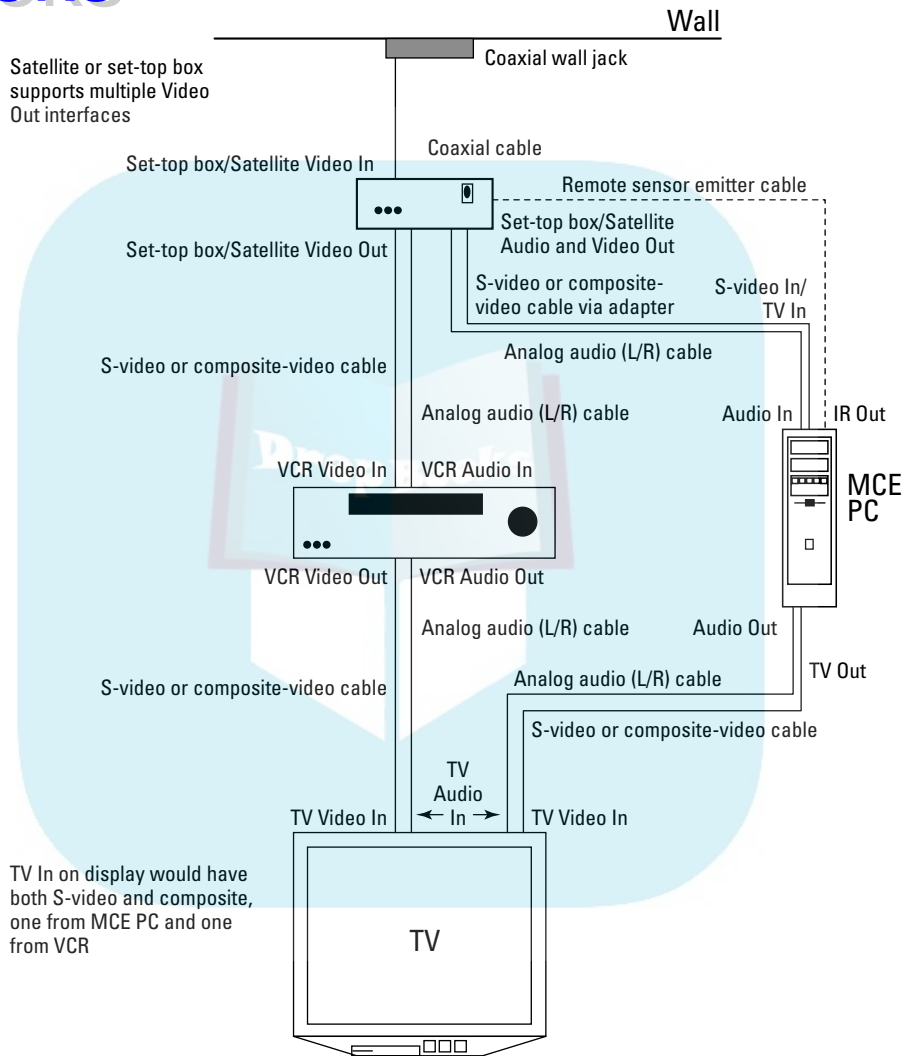 Wall
Coaxial wall jack
Satellite or set-top box
supports multiple Video
Out interfaces
Coaxial cable
Set-top box/Satellite Video In
Remote sensor emitter cable
Set-top box/Satellite
Audio and Video Out
Set-top box/Satellite Video Out
S-video or composite-
video cable via adapter
S-video In/
TV In
Analog audio (L/R) cable
S-video or composite-video cable
Analog audio (L/R) cable
Audio In
IR Out
Drop Books
VCR Video In
VCR Audio In
MCE
PC
VCR Video Out
VCR Audio Out
Analog audio (L/R) cable
Audio Out
TV Out
Analog audio (L/R) cable
S-video or composite-video cable
S-video or composite-video cable
TV
Audio
In
TV Video In
TV Video In
TV In on display would have
both S-video and composite,
one from MCE PC and one
from VCR
TV